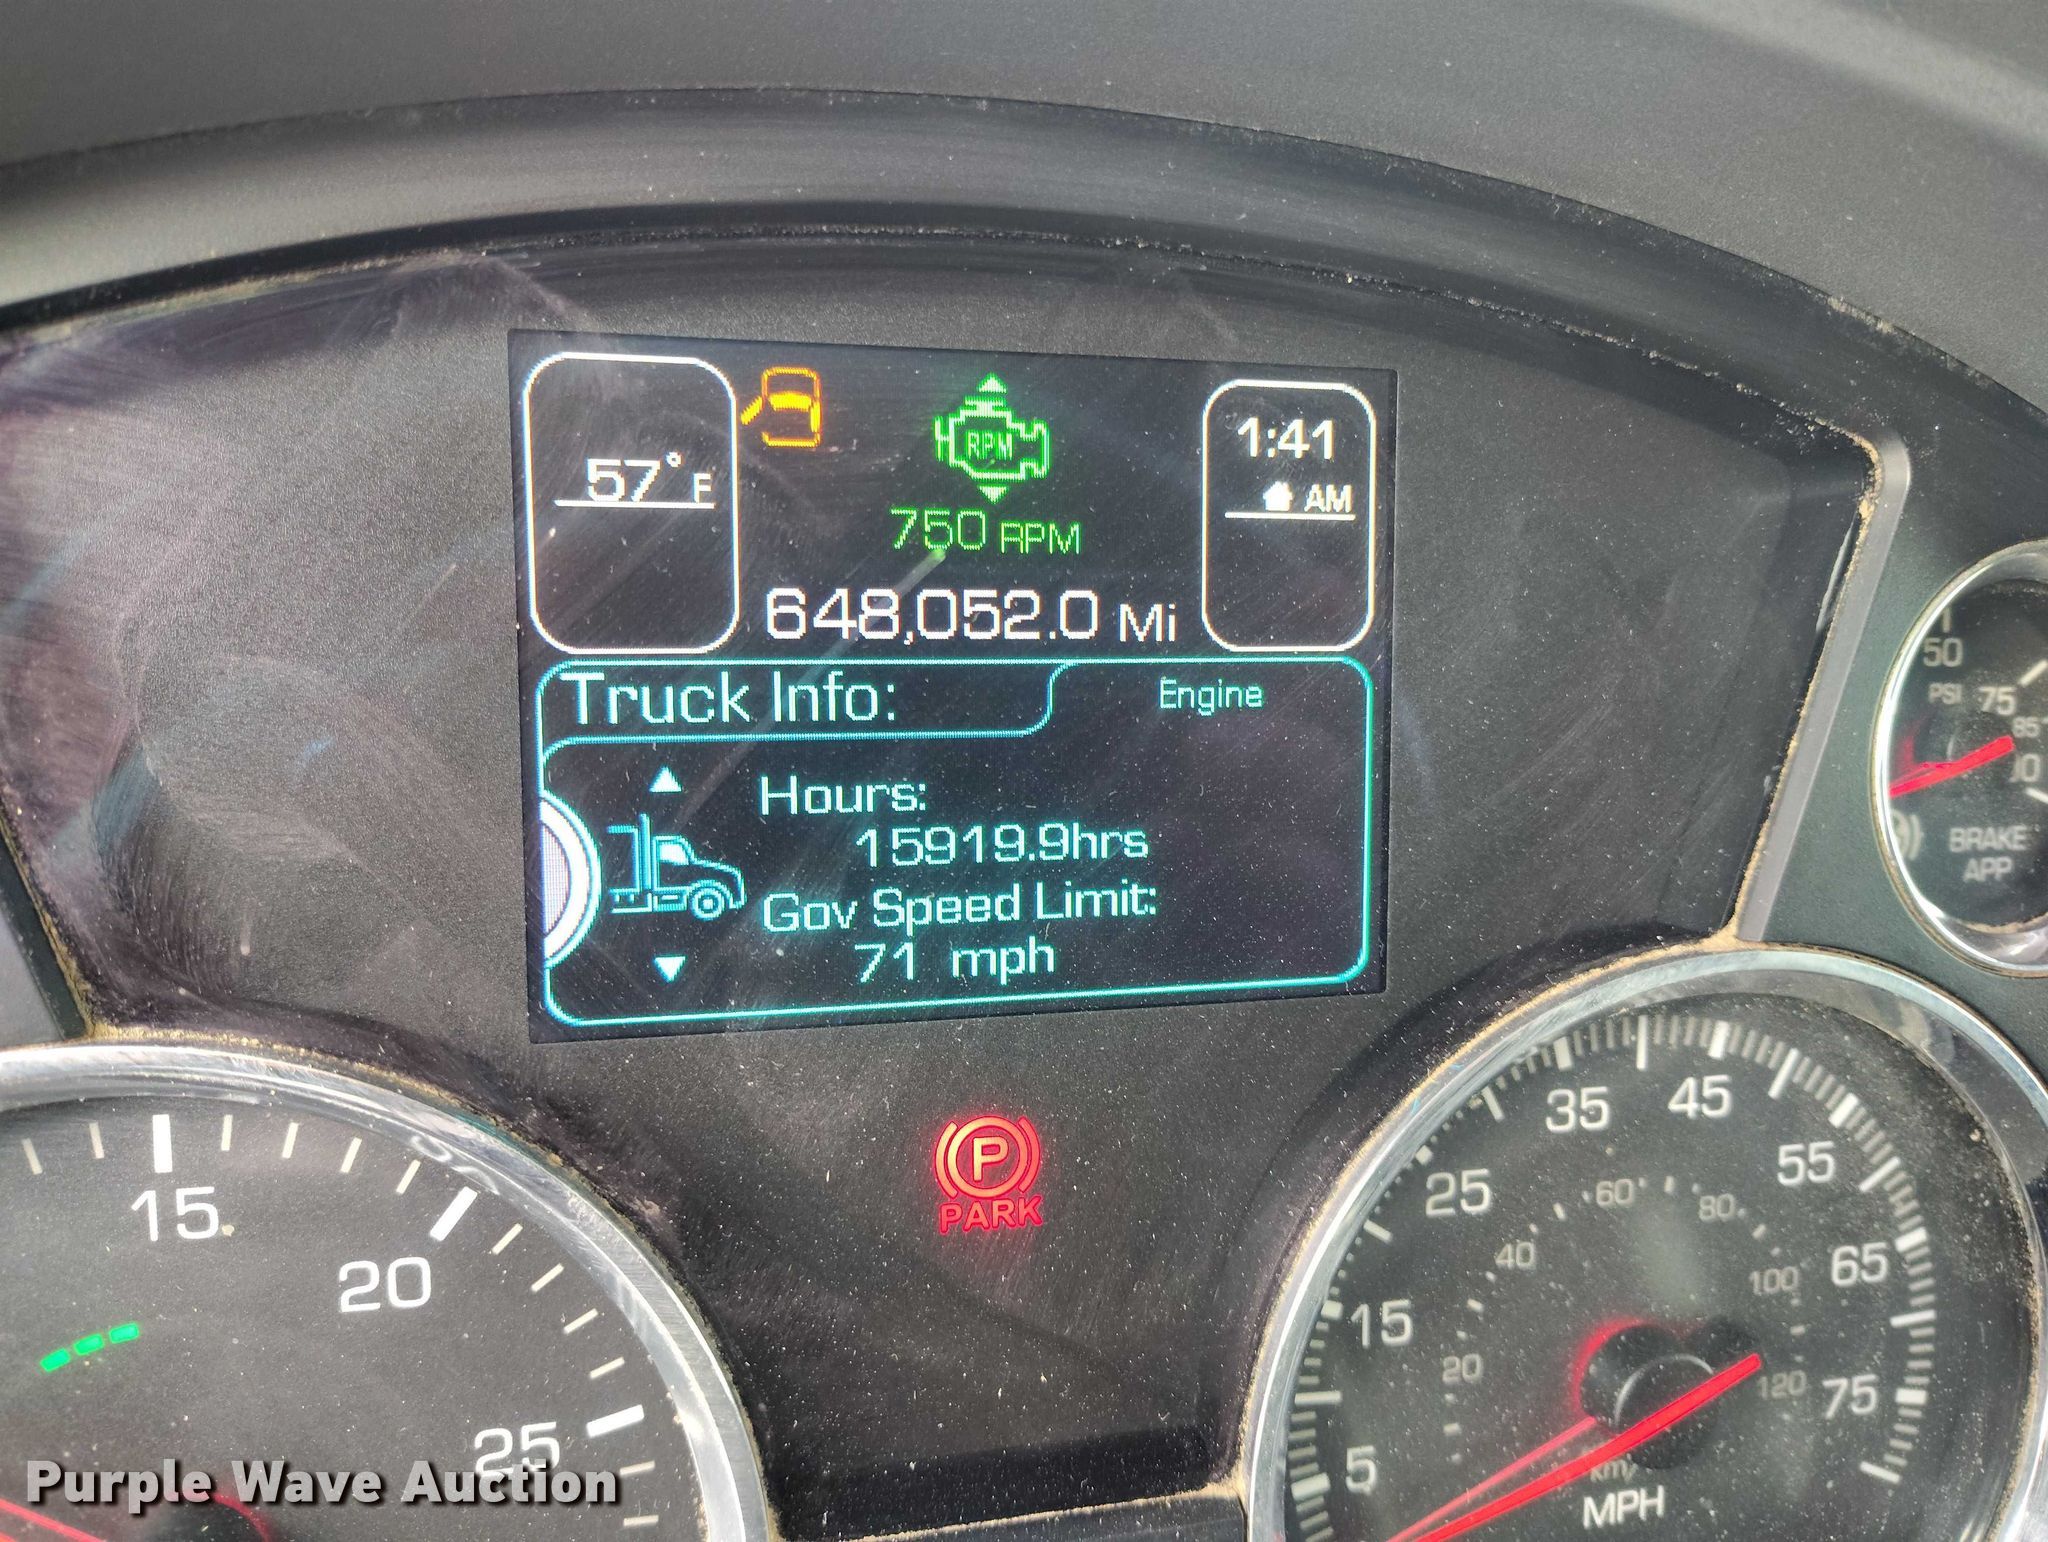 57°F
RPM
750 RPM
1:41
AM
648,052.0 Mi
Truck Info:
Engine
Hours:
15919.9hrs
Gov Speed Limit:
71 mph
50
PSI
75
85
BRAKE
APP
P
PARK
15
20
25
5
15
25
35
45
55
65
75
20
40
60
80
100
120
km/
MPH
Purple Wave Auction